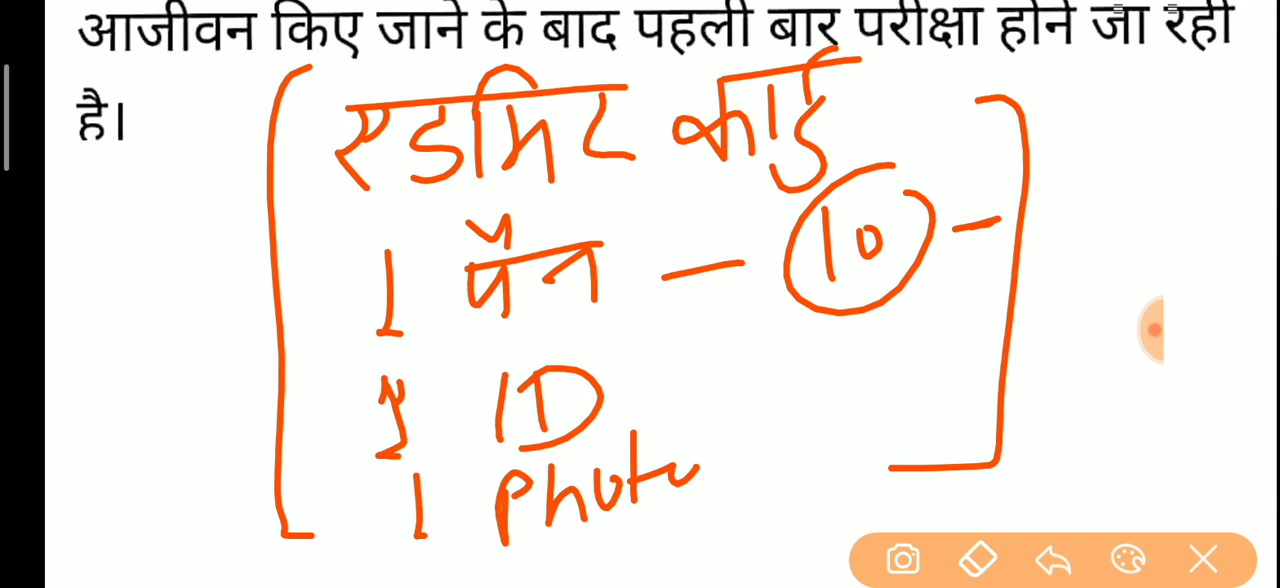 आजीवन किए जाने के बाद पहली बार परीक्षा होने जा रही
है।
एडमिट कार्ड
1 पेन - 10 -
1 ID
1 Photo